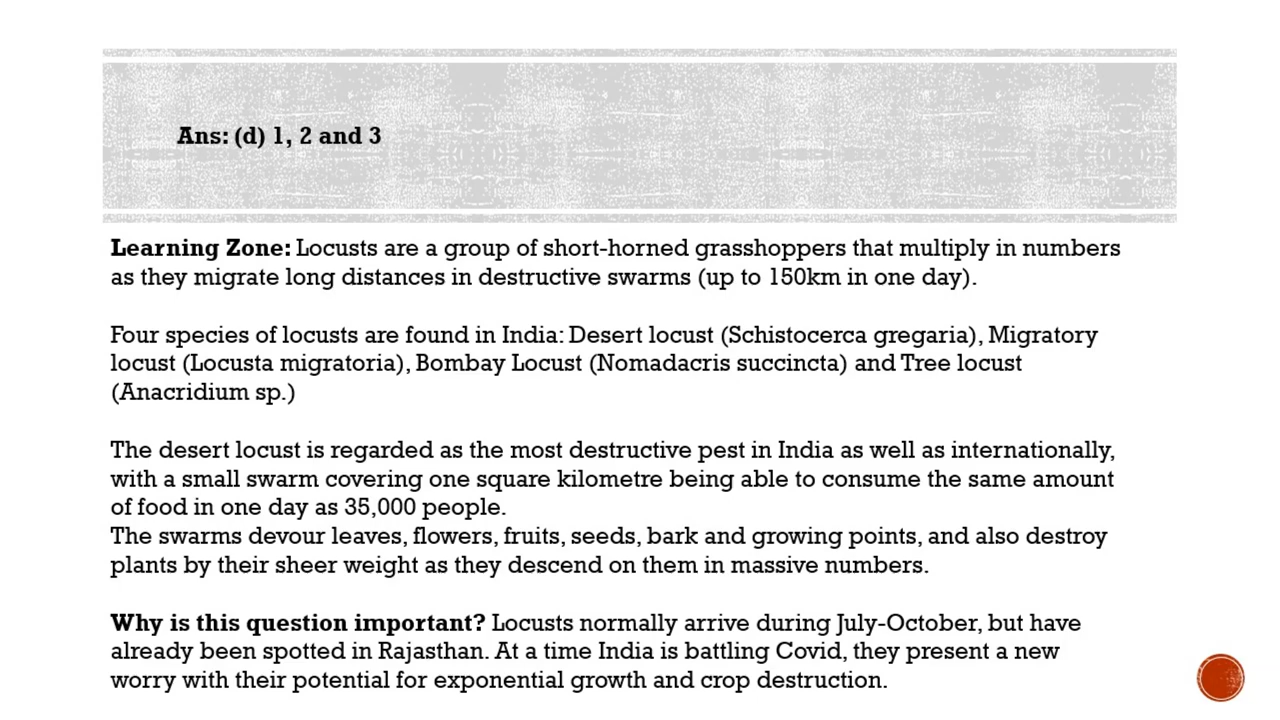 Ans: (d) 1, 2 and 3
Learning Zone: Locusts are a group of short-horned grasshoppers that multiply in numbers
as they migrate long distances in destructive swarms (up to 150km in one day).
Four species of locusts are found in India: Desert locust (Schistocerca gregaria), Migratory
locust (Locusta migratoria), Bombay Locust (Nomadacris succincta) and Tree locust
(Anacridium sp.)
The desert locust is regarded as the most destructive pest in India as well as internationally,
with a small swarm covering one square kilometre being able to consume the same amount
of food in one day as 35,000 people.
The swarms devour leaves, flowers, fruits, seeds, bark and growing points, and also destroy
plants by their sheer weight as they descend on them in massive numbers.
Why is this question important? Locusts normally arrive during July-October, but have
already been spotted in Rajasthan. At a time India is battling Covid, they present a new
worry with their potential for exponential growth and crop destruction.